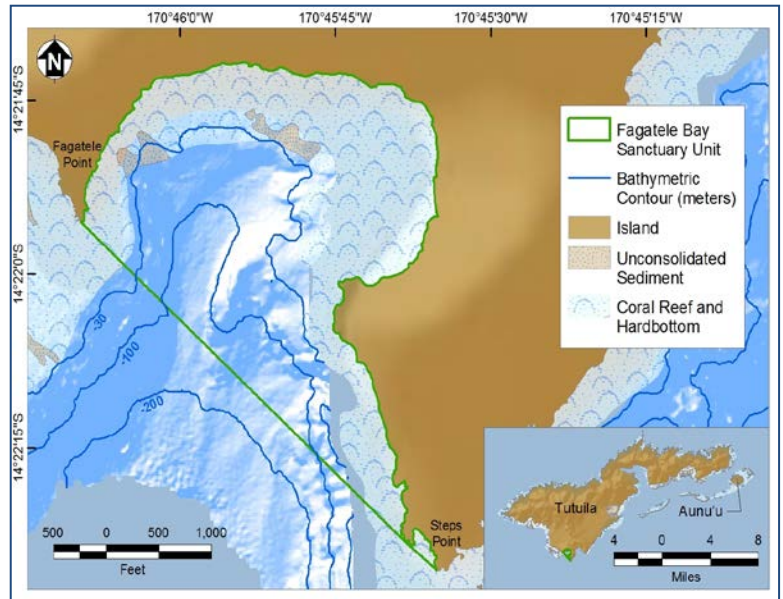 170°46'0"W
170°45'45"W
170°45'30"W
170°45'15"W
N
14°21'45"S
Fagatele
Point
Fagatele Bay
Sanctuary Unit
Bathymetric
Contour (meters)
Island
Unconsolidated
Sediment
Coral Reef and
Hardbottom
14°22'0"S
-30
-100
-200
14°22'15"S
Steps
Point
500 0 500 1,000
Feet
Tutuila
Aunu'u
4 0 4 8
Miles